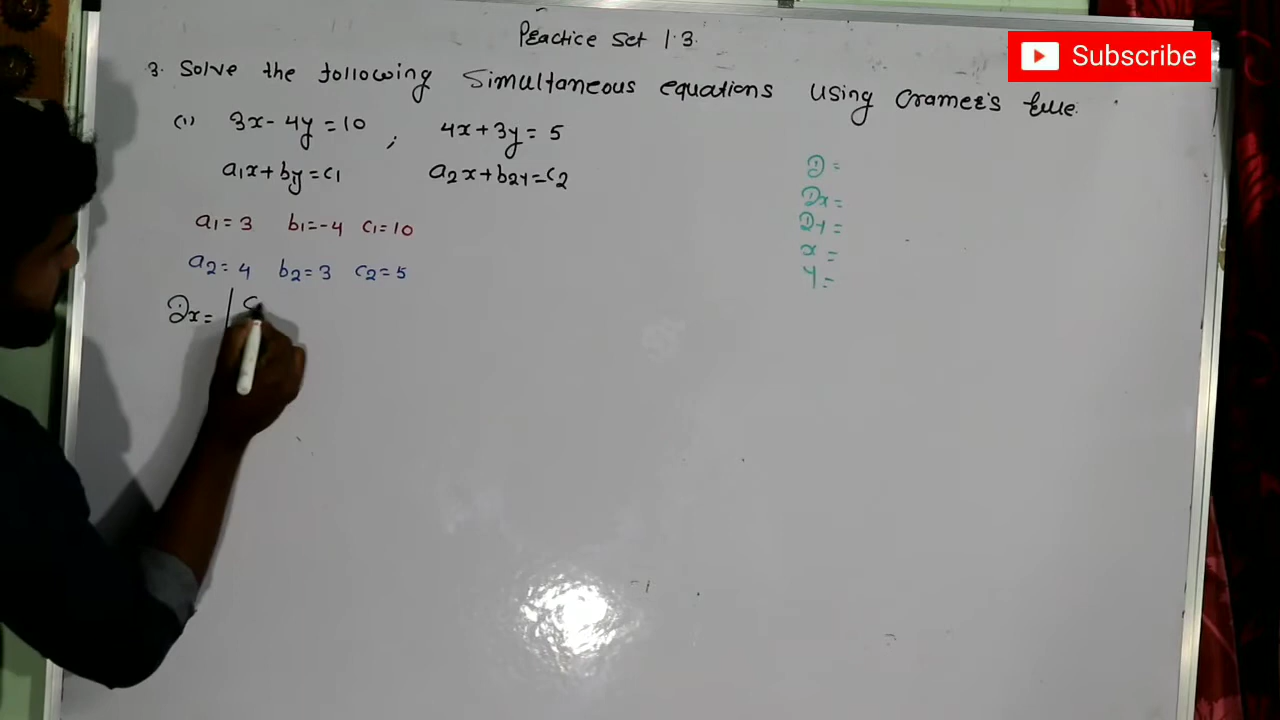 Practice Set 1.3.
Subscribe
3. Solve the following Simultaneous equations using Cramer's Rule.
(1) 3x - 4y = 10 ; 4x + 3y = 5
a1x + by = c1 a2x + b2y = c2
a1 = 3 b1 = -4 c1 = 10
a2 = 4 b2 = 3 c2 = 5
Dx = | c
D =
Dx =
Dy =
x =
y =